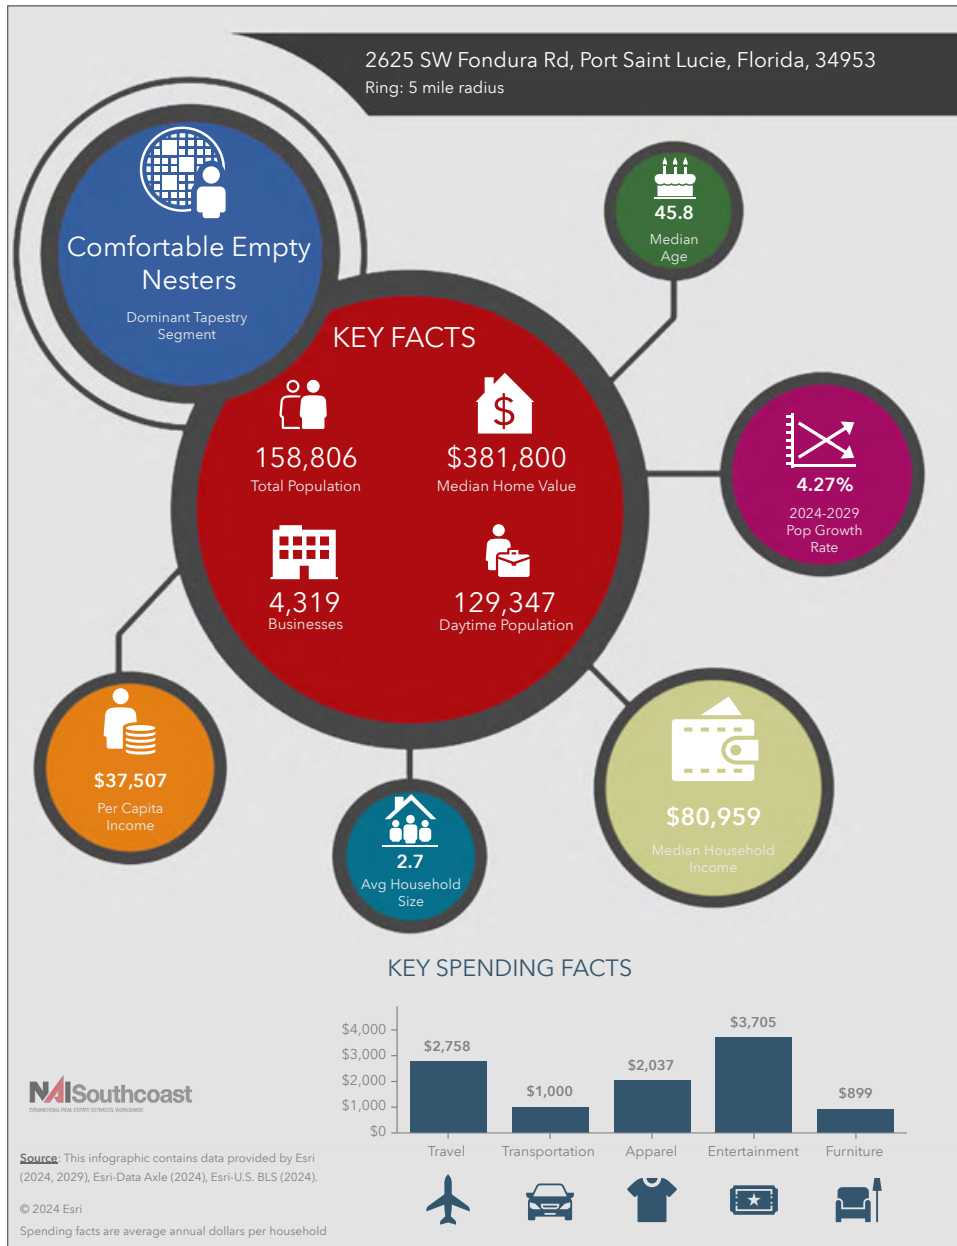 2625 SW Fondura Rd, Port Saint Lucie, Florida, 34953
Ring: 5 mile radius
Comfortable Empty
Nesters
Dominant Tapestry
Segment
45.8
Median
Age
KEY FACTS
158,806
Total Population
$381,800
Median Home Value
4,319
Businesses
129,347
Daytime Population
4.27%
2024-2029
Pop Growth
Rate
$37,507
Per Capita
Income
2.7
Avg Household
Size
$80,959
Median Household
Income
KEY SPENDING FACTS
$4,000
$3,000
$2,000
$1,000
$0
$2,758
$1,000
$2,037
$3,705
$899
Travel
Transportation
Apparel
Entertainment
Furniture
NAISouthcoast
COMMERCIAL REAL ESTATE SERVICES, WORLDWIDE
Source: This infographic contains data provided by Esri
(2024, 2029), Esri-Data Axle (2024), Esri-U.S. BLS (2024).
© 2024 Esri
Spending facts are average annual dollars per household